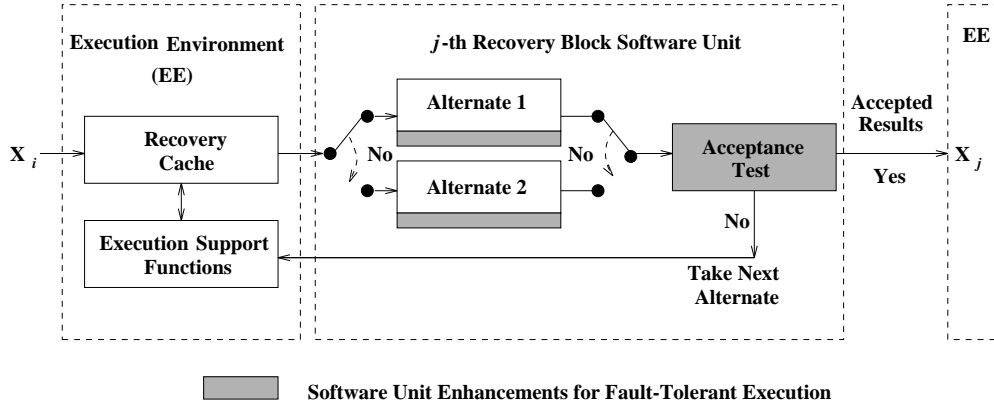 Execution Environment
(EE)
j-th Recovery Block Software Unit
EE
X i
Recovery
Cache
Execution Support
Functions
No
Alternate 1
Alternate 2
No
Acceptance
Test
No
Take Next
Alternate
Accepted
Results
Yes
X j
Software Unit Enhancements for Fault-Tolerant Execution